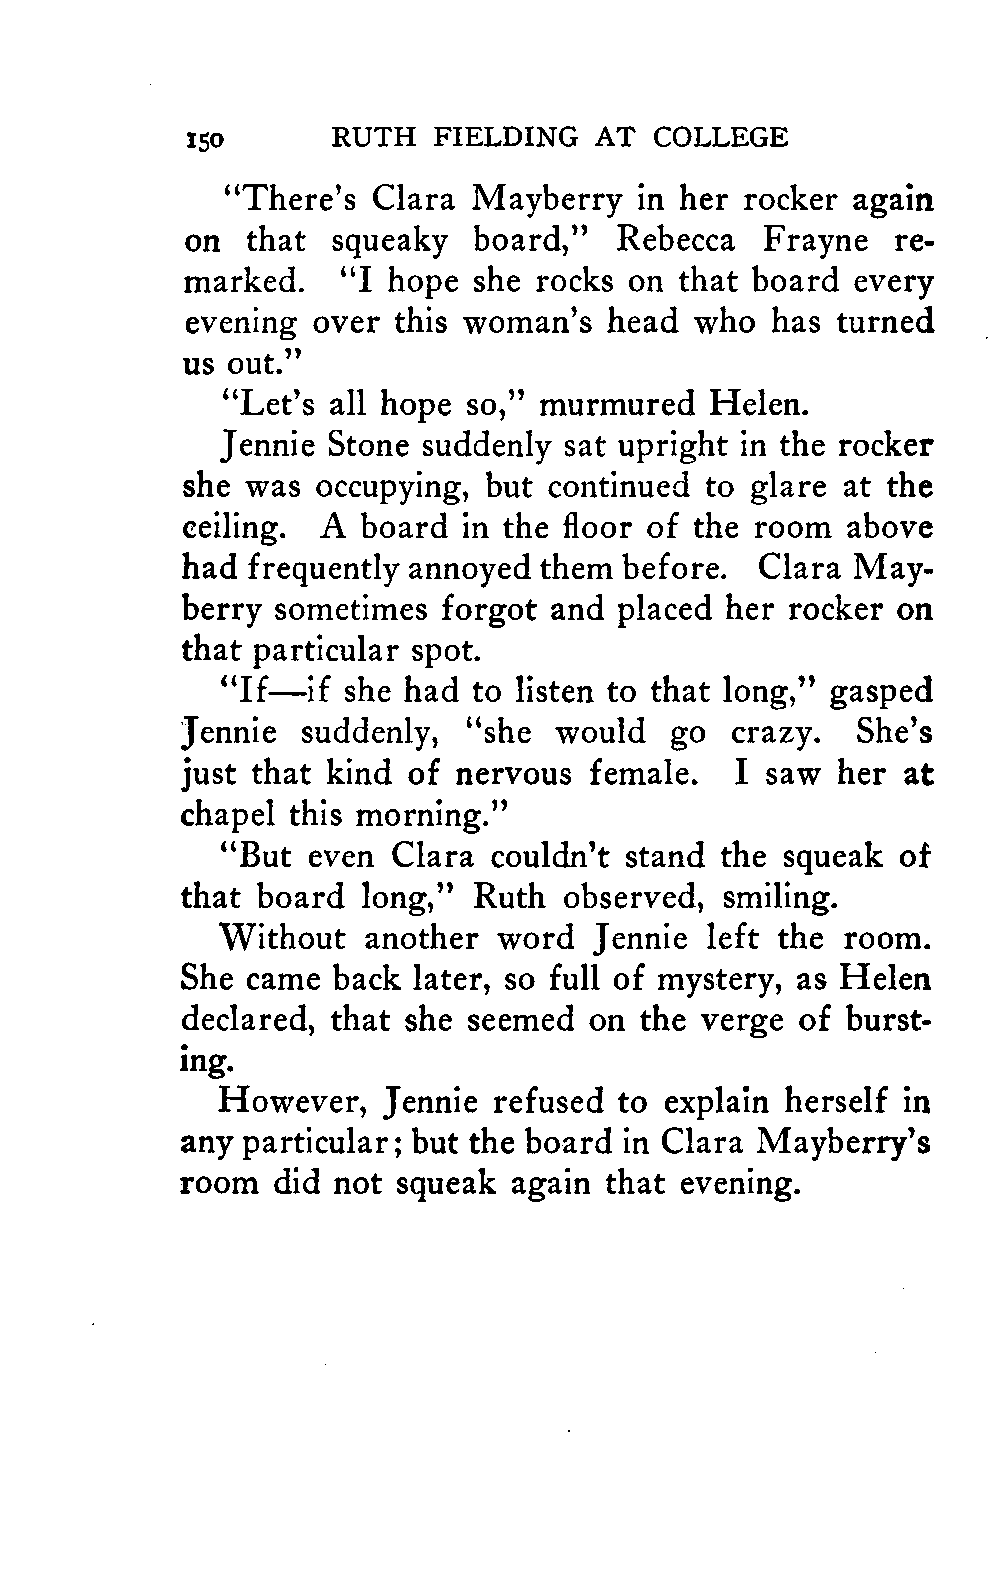 150 RUTH FIELDING AT COLLEGE
"There's Clara Mayberry in her rocker again
on that squeaky board," Rebecca Frayne re-
marked. "I hope she rocks on that board every
evening over this woman's head who has turned
us out."
"Let's all hope so," murmured Helen.
Jennie Stone suddenly sat upright in the rocker
she was occupying, but continued to glare at the
ceiling. A board in the floor of the room above
had frequently annoyed them before. Clara May-
berry sometimes forgot and placed her rocker on
that particular spot.
"If—if she had to listen to that long," gasped
Jennie suddenly, "she would go crazy. She's
just that kind of nervous female. I saw her at
chapel this morning."
"But even Clara couldn't stand the squeak of
that board long," Ruth observed, smiling.
Without another word Jennie left the room.
She came back later, so full of mystery, as Helen
declared, that she seemed on the verge of burst-
ing.
However, Jennie refused to explain herself in
any particular; but the board in Clara Mayberry's
room did not squeak again that evening.